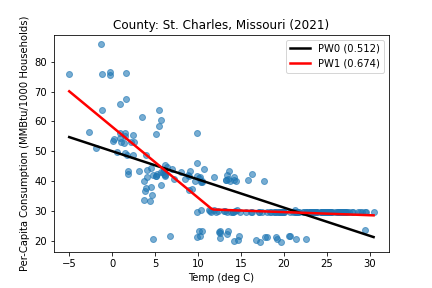 County: St. Charles, Missouri (2021)
PW0 (0.512)
PW1 (0.674)
Per-Capita Consumption (MMBtu/1000 Households)
80
70
60
50
40
30
20
−5 0 5 10 15 20 25 30
Temp (deg C)